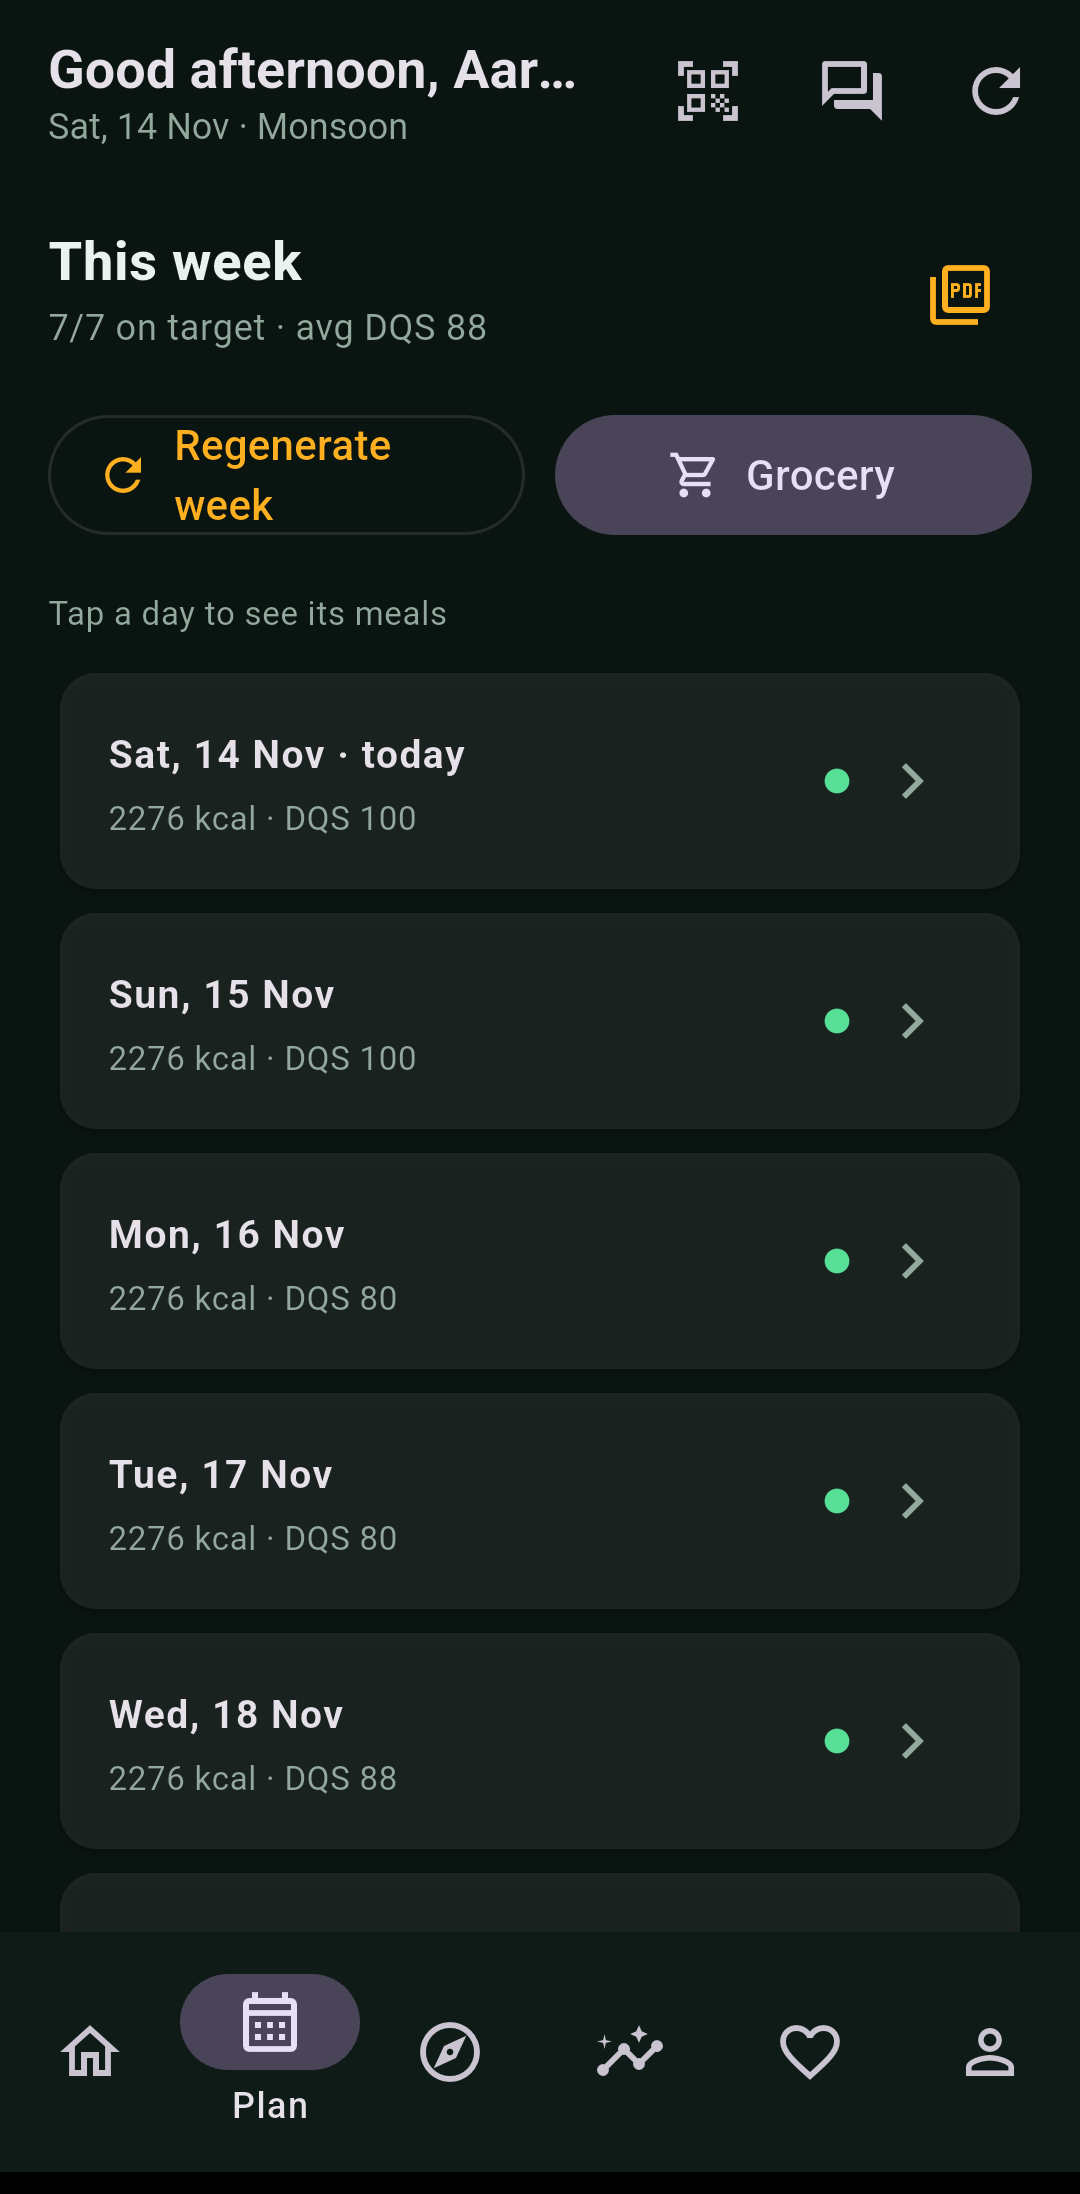 Good afternoon, Aar...
Sat, 14 Nov · Monsoon
This week
7/7 on target · avg DQS 88
PDF
Regenerate
week
Grocery
Tap a day to see its meals
Sat, 14 Nov · today
2276 kcal · DQS 100
Sun, 15 Nov
2276 kcal · DQS 100
Mon, 16 Nov
2276 kcal · DQS 80
Tue, 17 Nov
2276 kcal · DQS 80
Wed, 18 Nov
2276 kcal · DQS 88
Plan